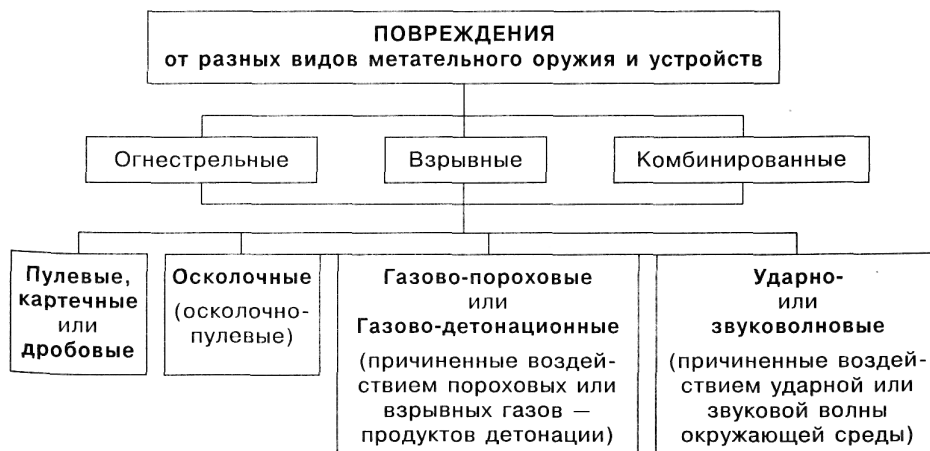 ПОВРЕЖДЕНИЯ
от разных видов метательного оружия и устройств
Огнестрельные
Взрывные
Комбинированные
Пулевые,
картечные
или
дробовые
Осколочные
(осколочно-
пулевые)
Газово-пороховые
или
Газово-детонационные
(причиненные воздей-
ствием пороховых или
взрывных газов —
продуктов детонации)
Ударно-
или
звуковолновые
(причиненные воздей-
ствием ударной или
звуковой волны
окружающей среды)